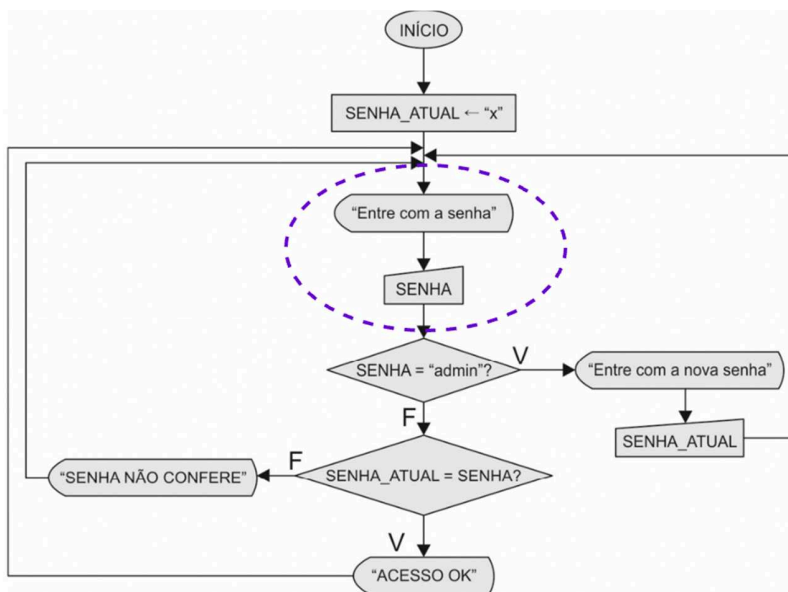 INÍCIO
SENHA_ATUAL ← “x”
“Entre com a senha”
SENHA
SENHA = “admin”?
V
“Entre com a nova senha”
F
SENHA_ATUAL
“SENHA NÃO CONFERE”
F
SENHA_ATUAL = SENHA?
V
“ACESSO OK”